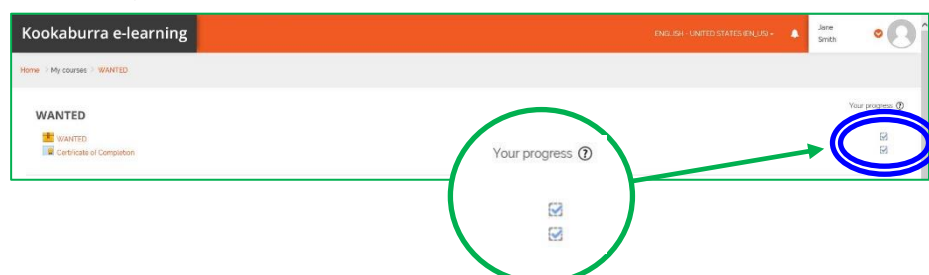 Kookaburra e-learning
ENGLISH - UNITED STATES (EN_US)
Jane
Smith
Home > My courses > WANTED
Your progress ?
WANTED
WANTED
Certificate of Completion
Your progress ?